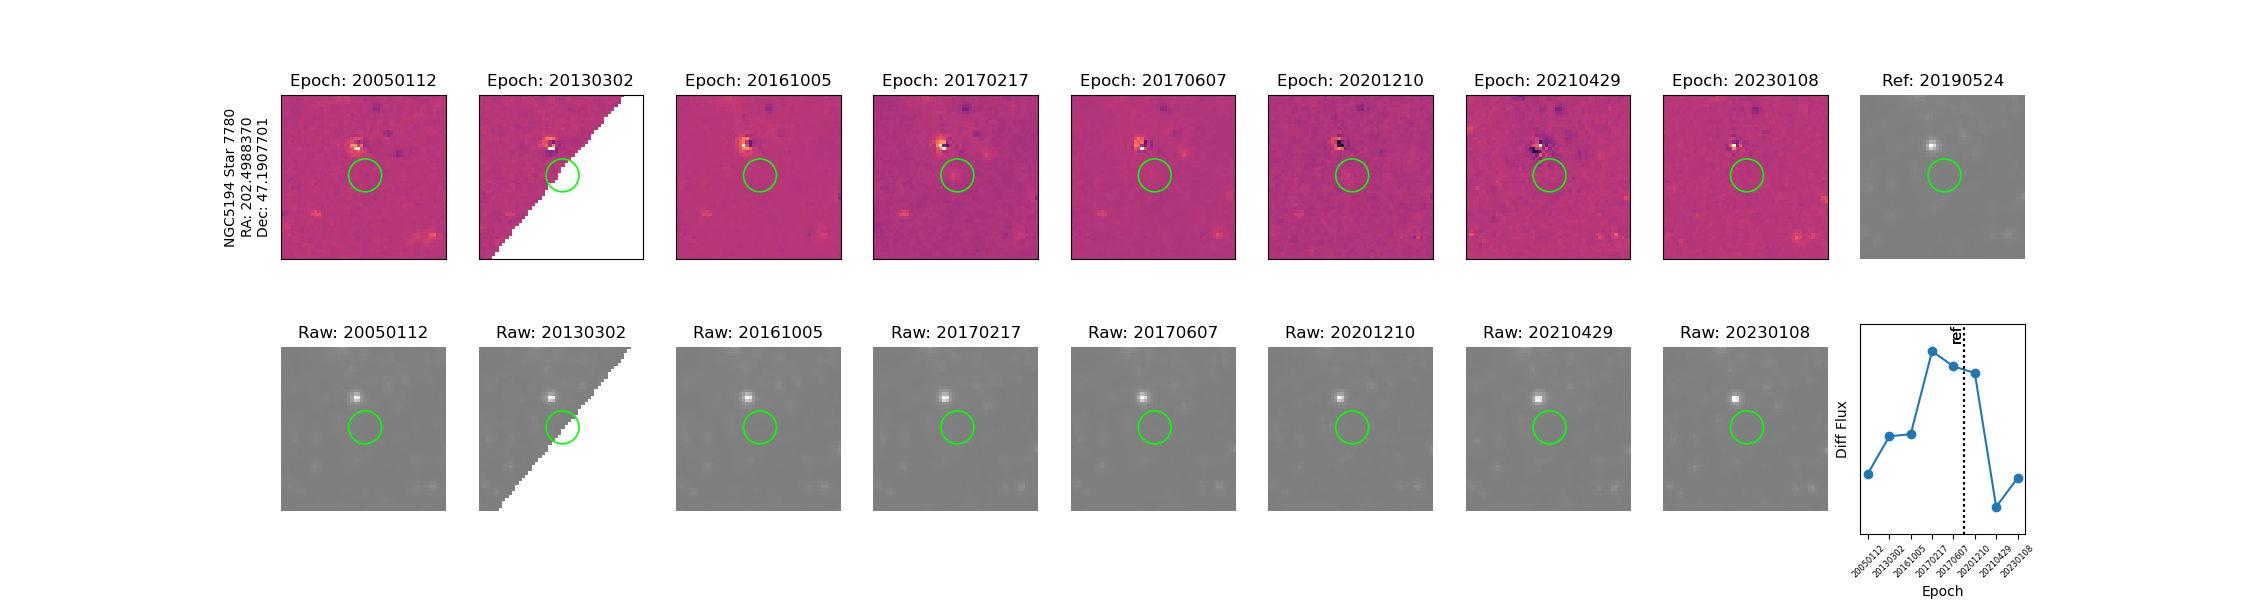 NGC5194 Star 7780
RA: 202.4988370
Dec: 47.1907701
Epoch: 20050112
Epoch: 20130302
Epoch: 20161005
Epoch: 20170217
Epoch: 20170607
Epoch: 20201210
Epoch: 20210429
Epoch: 20230108
Ref: 20190524
Raw: 20050112
Raw: 20130302
Raw: 20161005
Raw: 20170217
Raw: 20170607
Raw: 20201210
Raw: 20210429
Raw: 20230108
ref
Diff Flux
20050112
20130302
20161005
20170217
20170607
20201210
20210429
20230108
Epoch